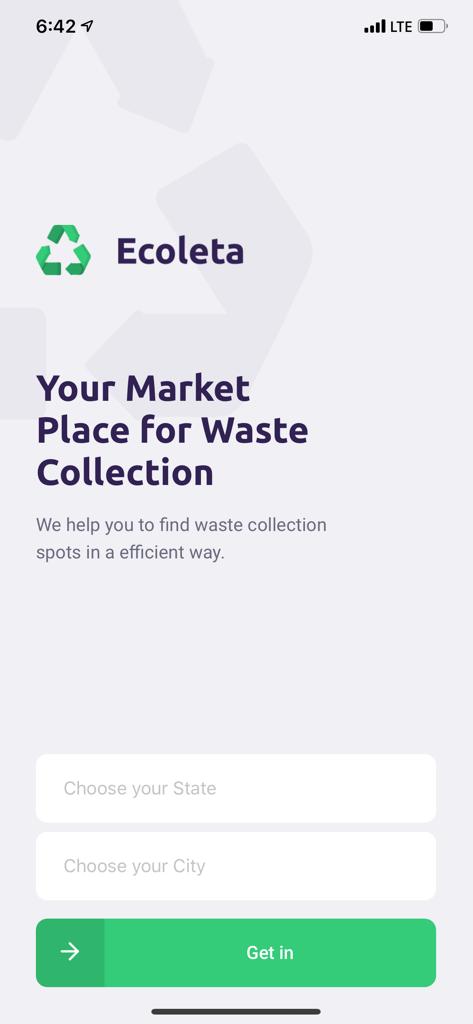 6:42
LTE
Ecoleta
Your Market
Place for Waste
Collection
We help you to find waste collection
spots in a efficient way.
Choose your State
Choose your City
Get in